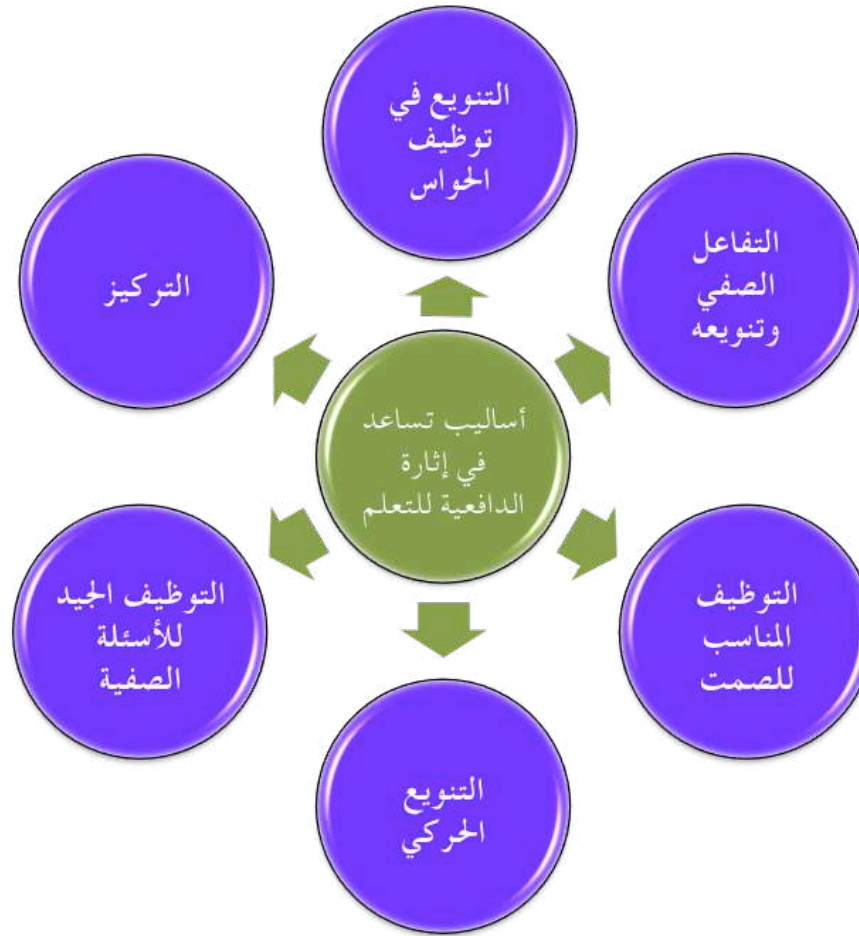 التنويع في
توظيف
الحواس
التفاعل
الصفي
وتنويعه
التركيز
أساليب تساعد
في إثارة
الدافعية للتعلم
التوظيف
المناسب
للصمت
التوظيف الجيد
للأسئلة
الصفية
التنويع
الحركي